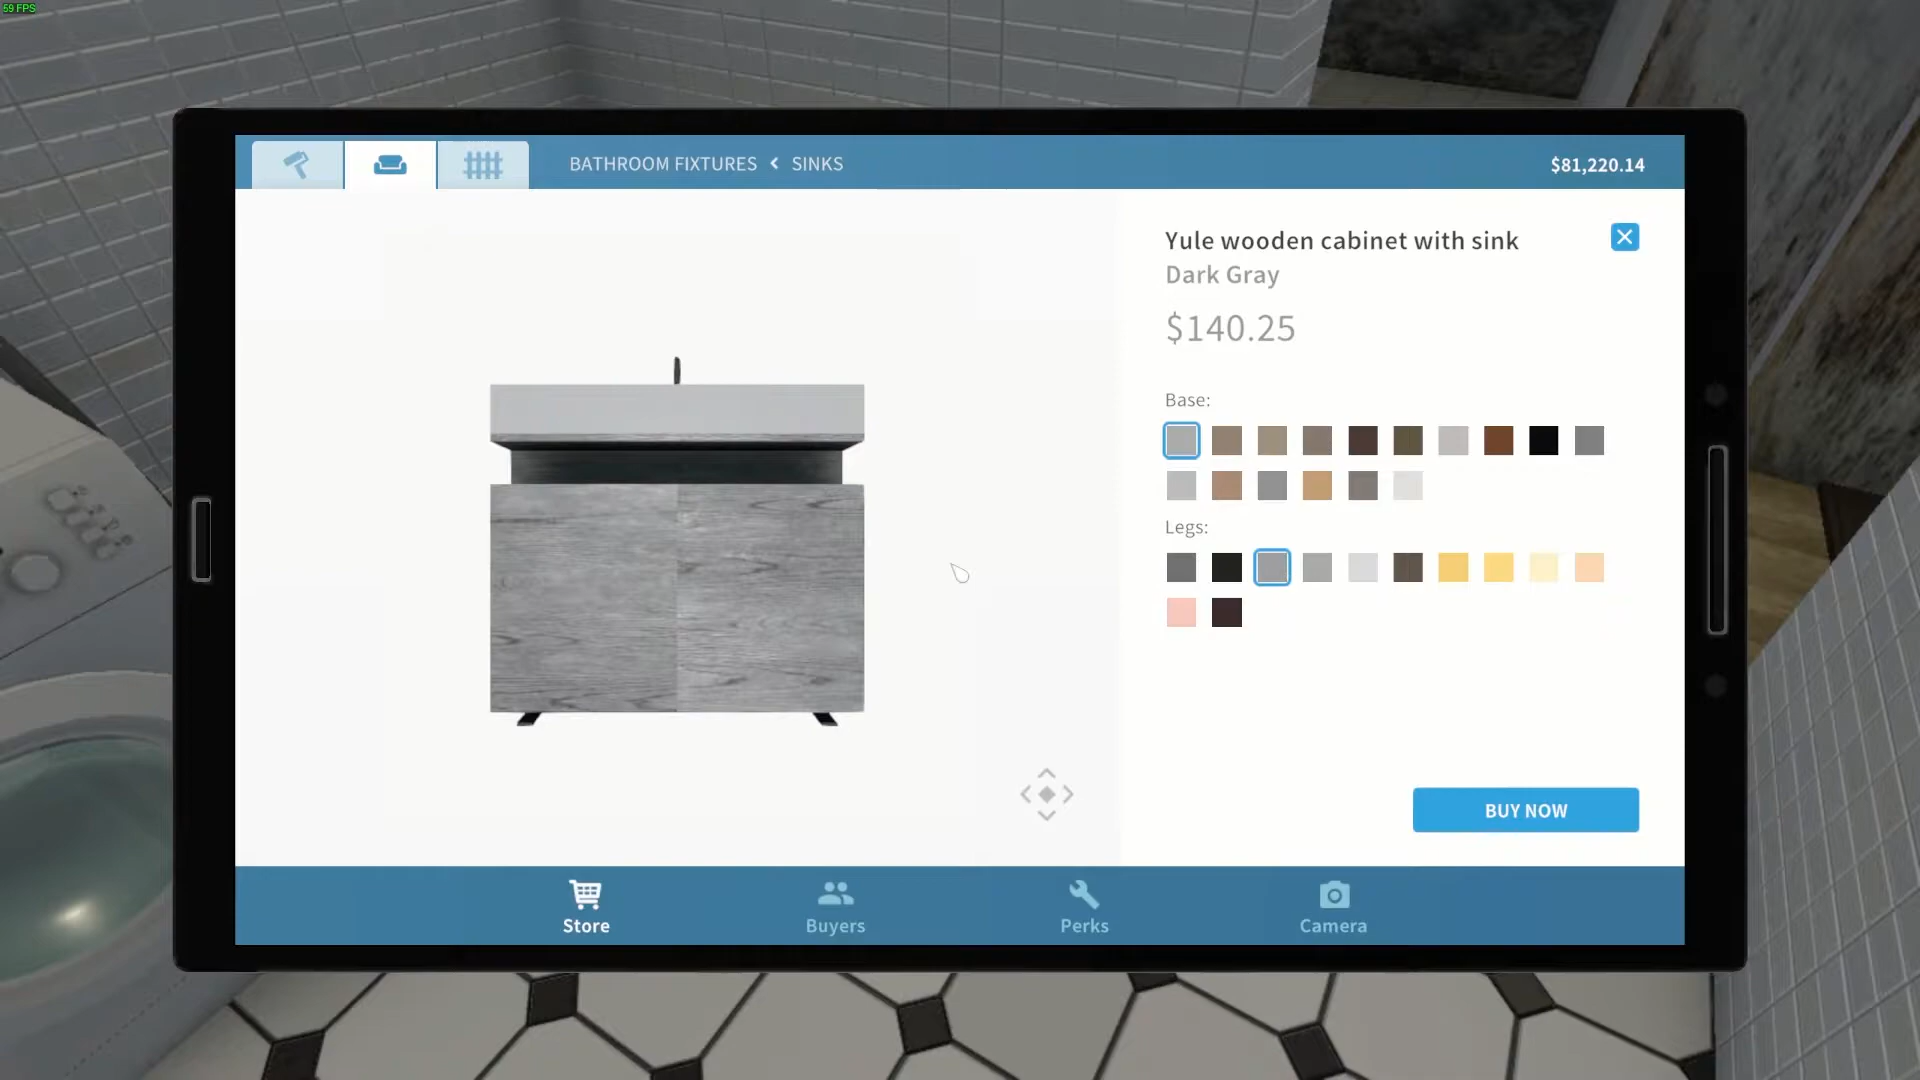 59 FPS
BATHROOM FIXTURES < SINKS
$81,220.14
Yule wooden cabinet with sink
Dark Gray
$140.25
Base:
Legs:
BUY NOW
Store
Buyers
Perks
Camera